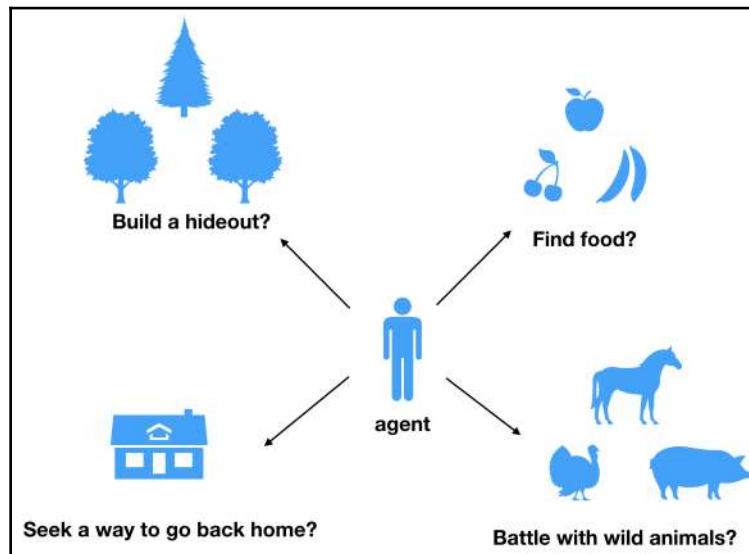 Build a hideout?
Find food?
agent
Seek a way to go back home?
Battle with wild animals?